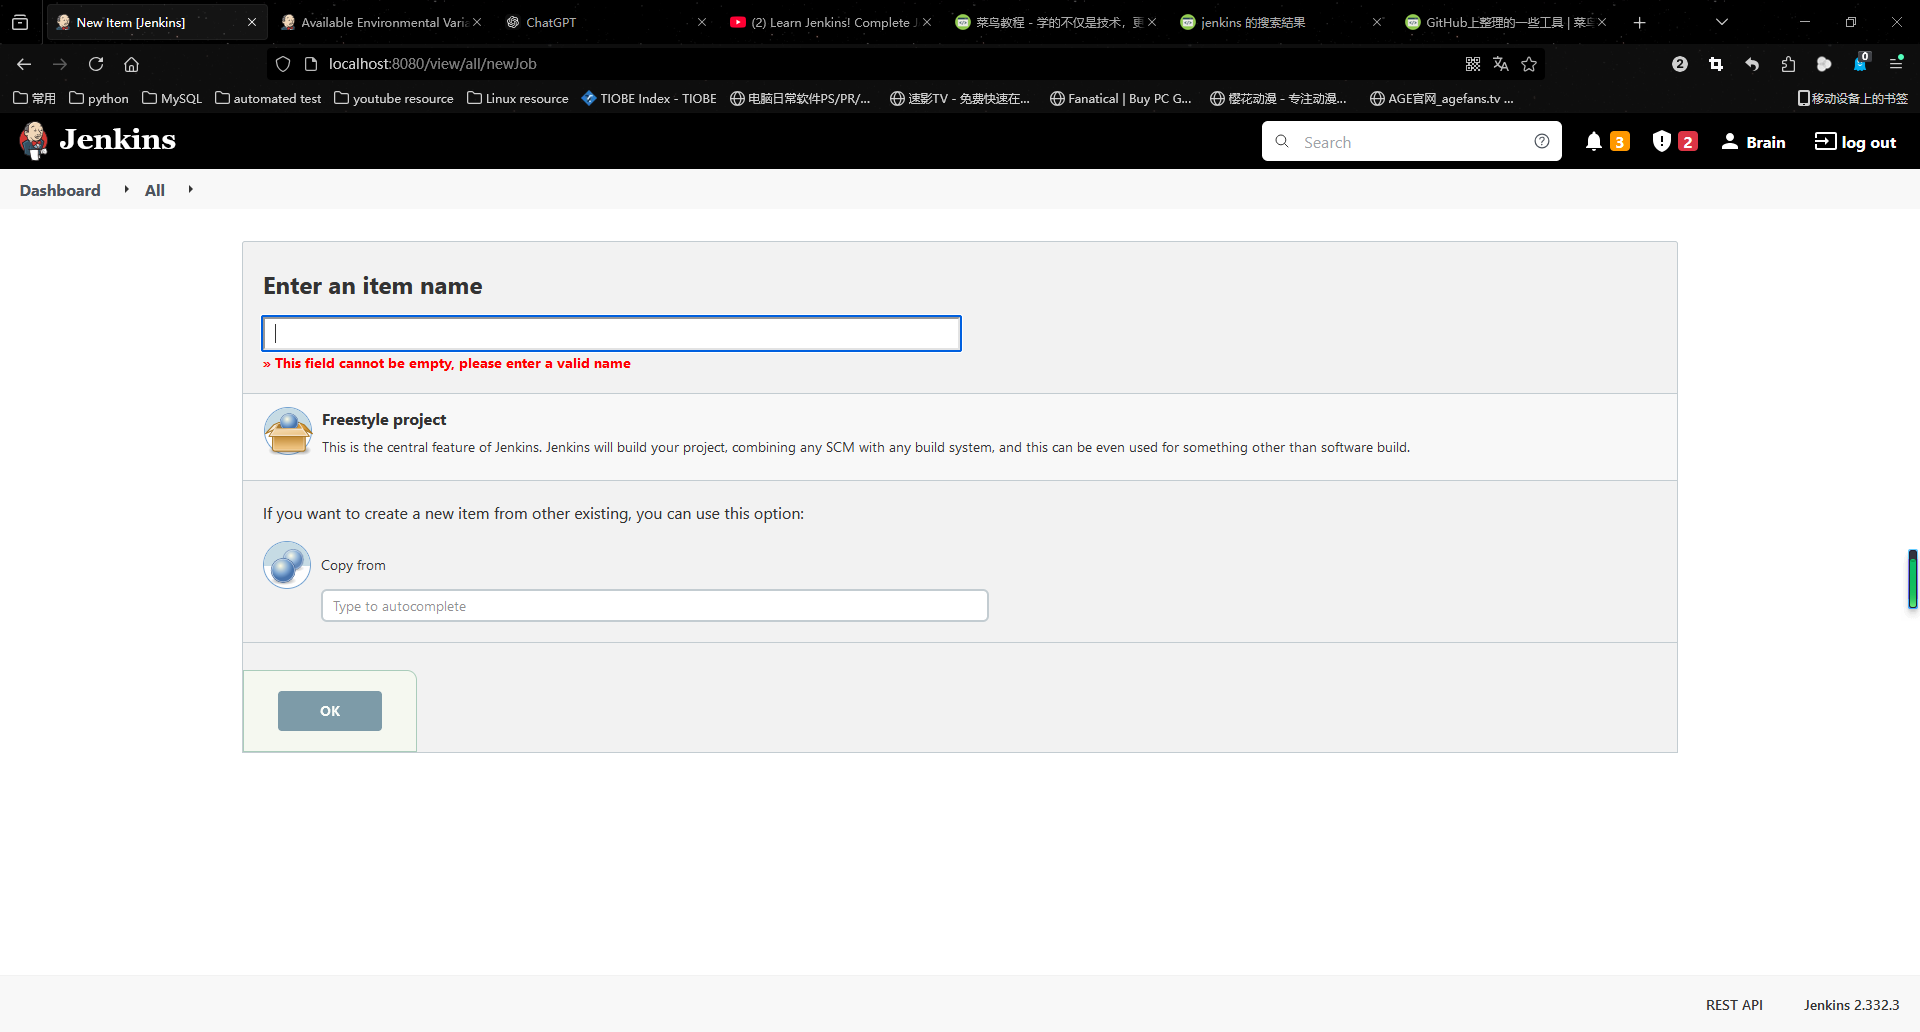 New Item [Jenkins]
Available Environmental Varia
ChatGPT
(2) Learn Jenkins! Complete J
菜鸟教程 - 学的不仅是技术，更
jenkins 的搜索结果
GitHub上整理的一些工具 | 菜鸟
localhost:8080/view/all/newJob
2
0
常用
python
MySQL
automated test
youtube resource
Linux resource
TIOBE Index - TIOBE
电脑日常软件PS/PR/...
速影TV - 免费快速在...
Fanatical | Buy PC G...
樱花动漫 - 专注动漫...
AGE官网_agefans.tv ...
移动设备上的书签
Jenkins
Search
3
2
Brain
log out
Dashboard
All
Enter an item name
» This field cannot be empty, please enter a valid name
Freestyle project
This is the central feature of Jenkins. Jenkins will build your project, combining any SCM with any build system, and this can be even used for something other than software build.
If you want to create a new item from other existing, you can use this option:
Copy from
Type to autocomplete
OK
REST API
Jenkins 2.332.3